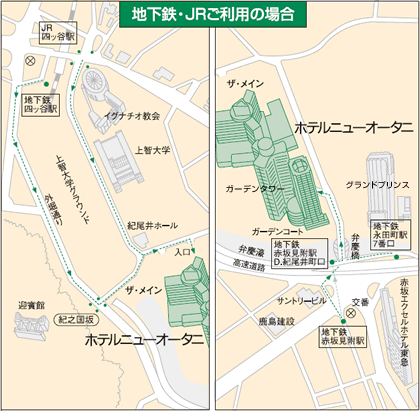 地下鉄・JRご利用の場合
JR
四ッ谷駅
地下鉄
四ッ谷駅
イグナチオ教会
上智大学
上智大学グラウンド
外堀通り
紀尾井ホール
入口
ザ・メイン
迎賓館
紀之国坂
ホテルニューオータニ
ザ・メイン
ホテルニューオータニ
ガーデンタワー
グランドプリンス
ガーデンコート
地下鉄
永田町駅
7番口
弁慶橋
弁慶濠
地下鉄
赤坂見附駅
D.紀尾井町口
高速道路
サントリービル
交番
鹿島建設
地下鉄
赤坂見附駅
赤坂エクセルホテル東急